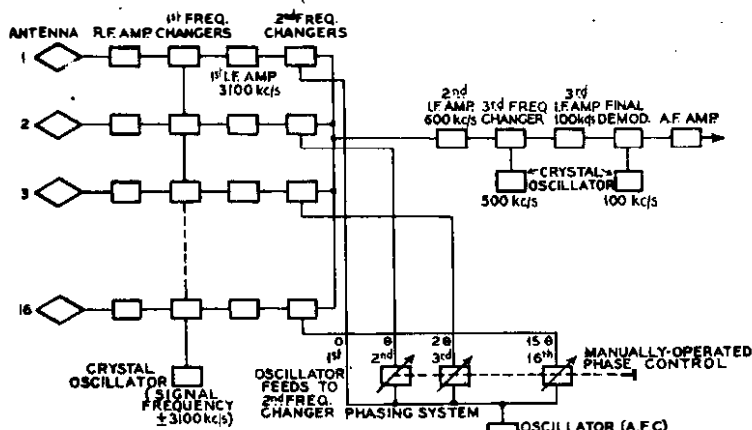 ANTENNA
R.F. AMP.
1st FREQ.
CHANGERS
2nd FREQ.
CHANGERS
1
1st I.F. AMP
3100 kc/s
2
3
16
2nd
I.F. AMP.
600 kc/s
3rd FREQ
CHANGER
3rd
I.F. AMP
100 kc/s
FINAL
DEMOD.
A.F. AMP.
CRYSTAL
OSCILLATOR
500 kc/s
100 kc/s
0
θ
2θ
15θ
1st
2nd
3rd
16th
MANUALLY-OPERATED
PHASE CONTROL
CRYSTAL
OSCILLATOR
(SIGNAL
FREQUENCY
±3100 kc/s)
OSCILLATOR
FEEDS TO
2nd FREQ.
CHANGER
PHASING SYSTEM
OSCILLATOR (A.F.C)